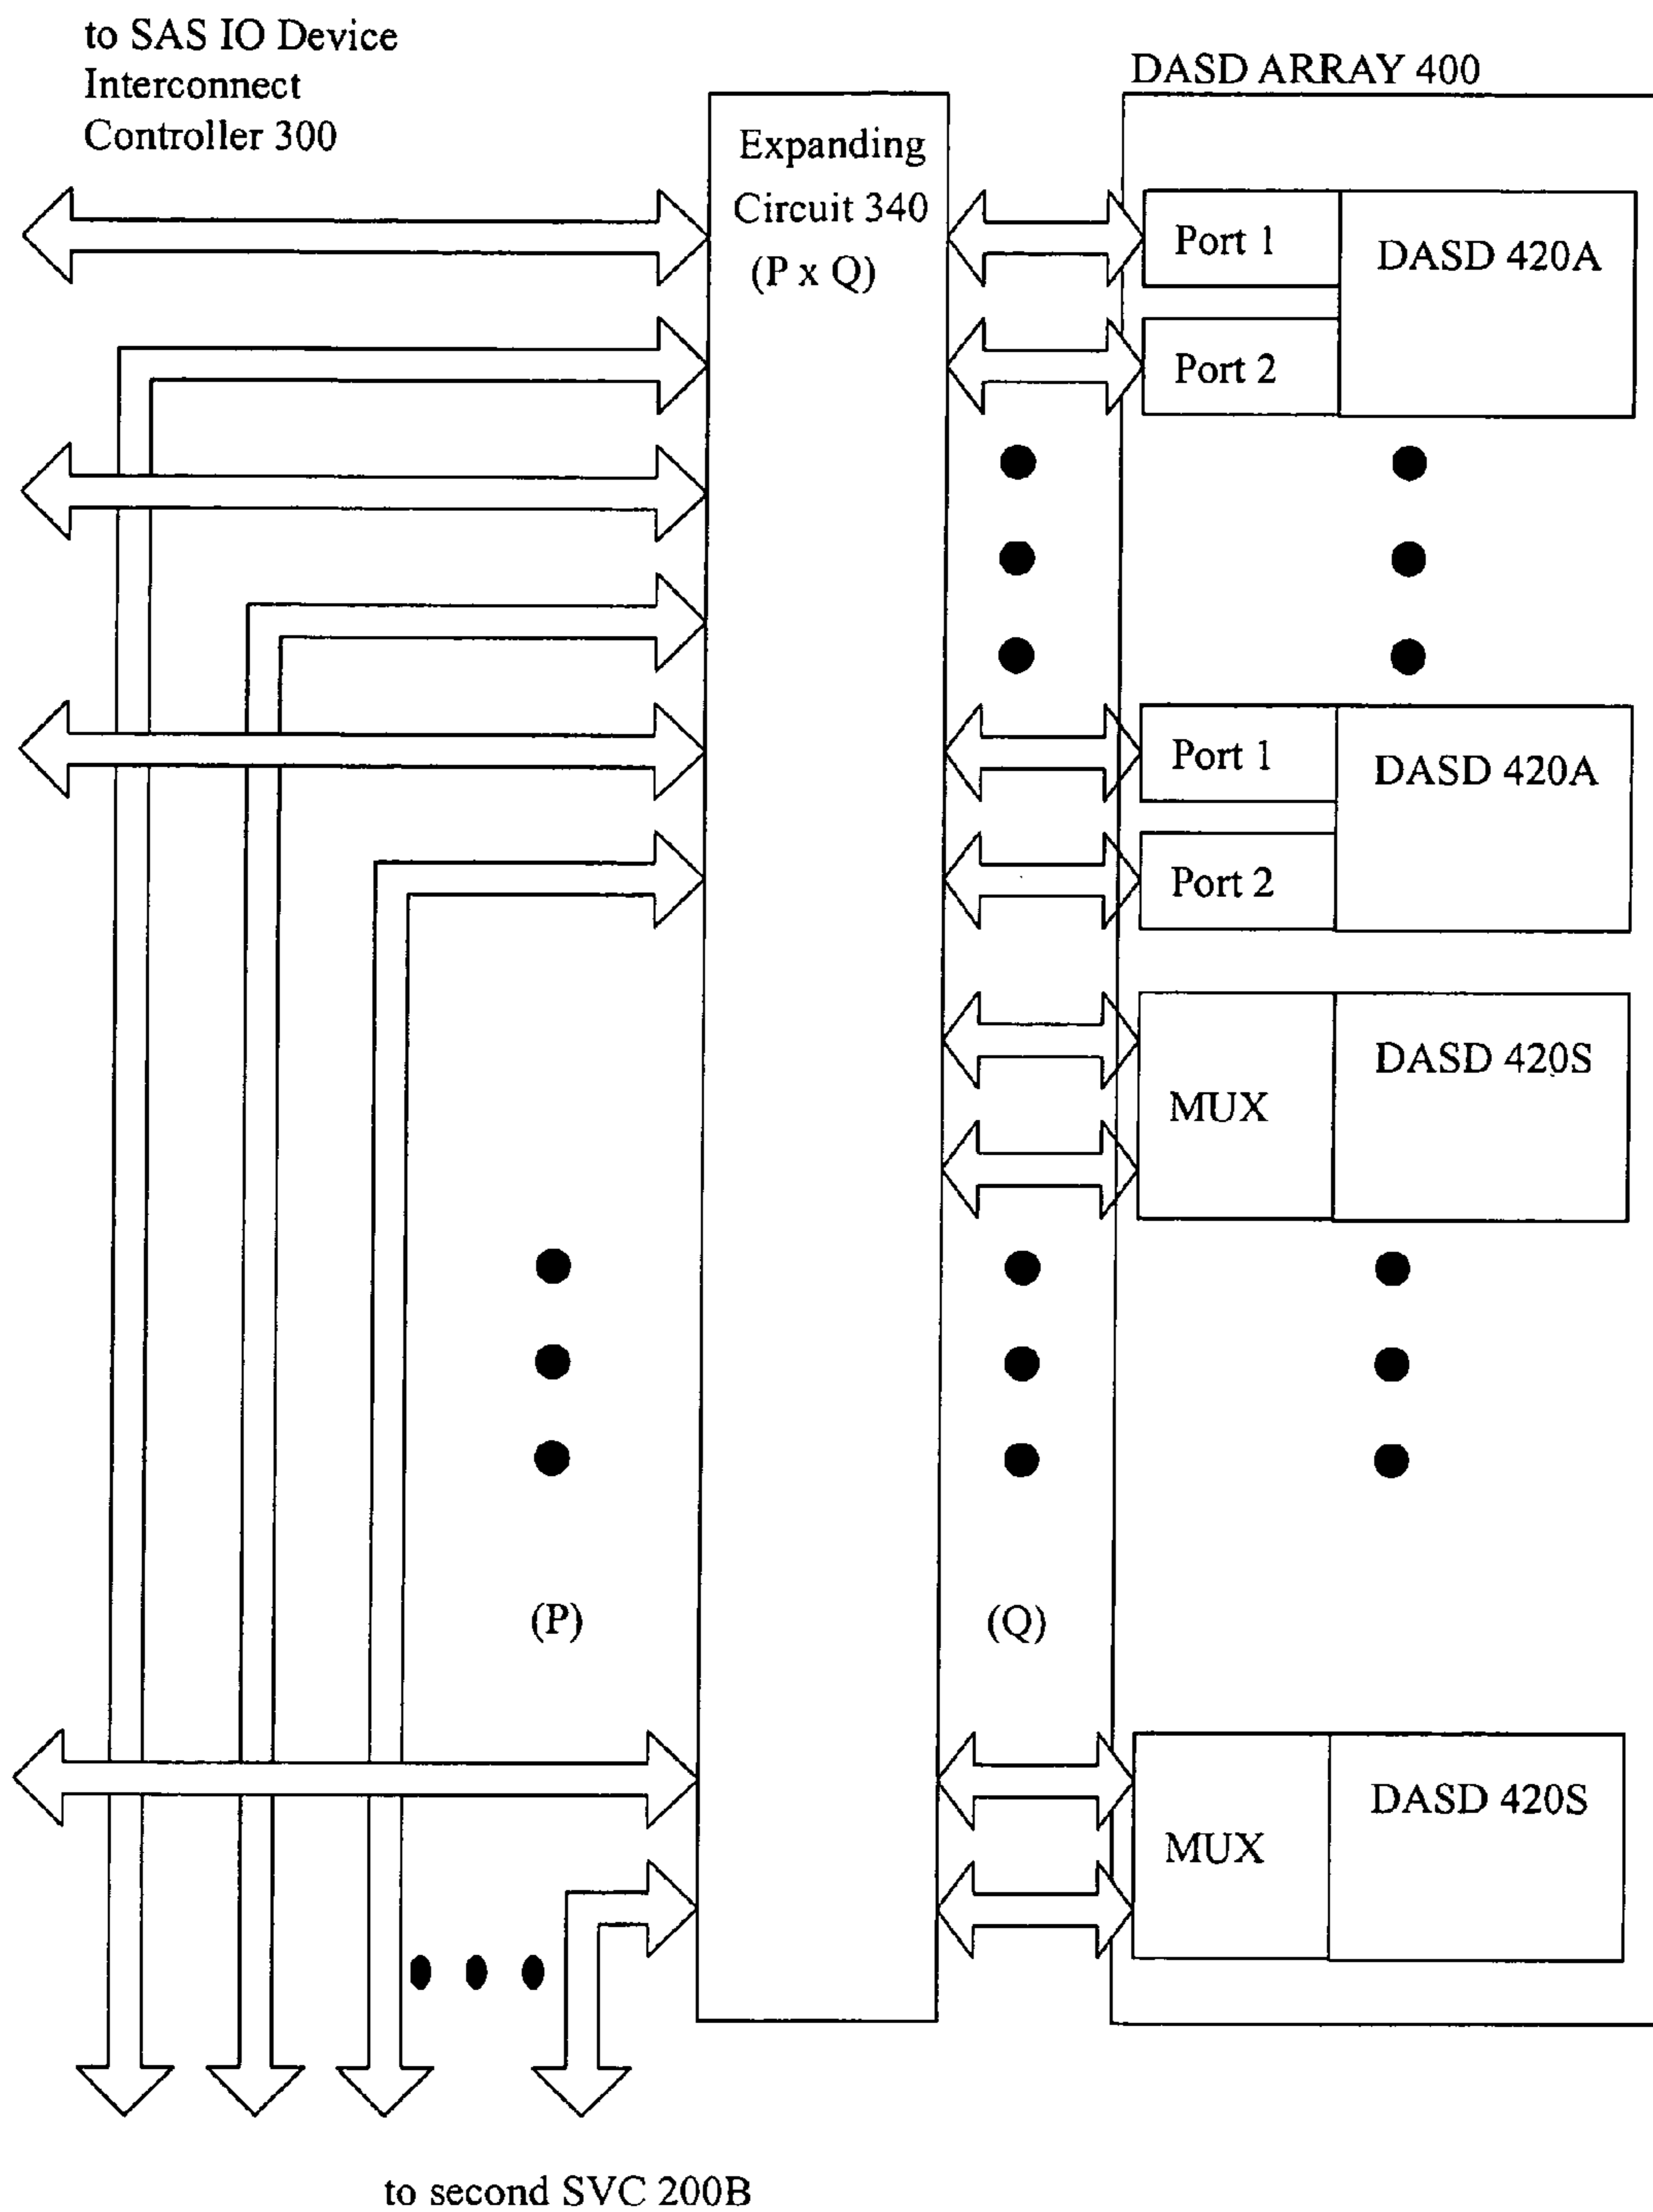 to SAS IO Device
Interconnect
Controller 300
DASD ARRAY 400
Expanding
Circuit 340
(P x Q)
Port 1
DASD 420A
Port 2
Port 1
DASD 420A
Port 2
DASD 420S
MUX
(P)
(Q)
DASD 420S
MUX
to second SVC 200B